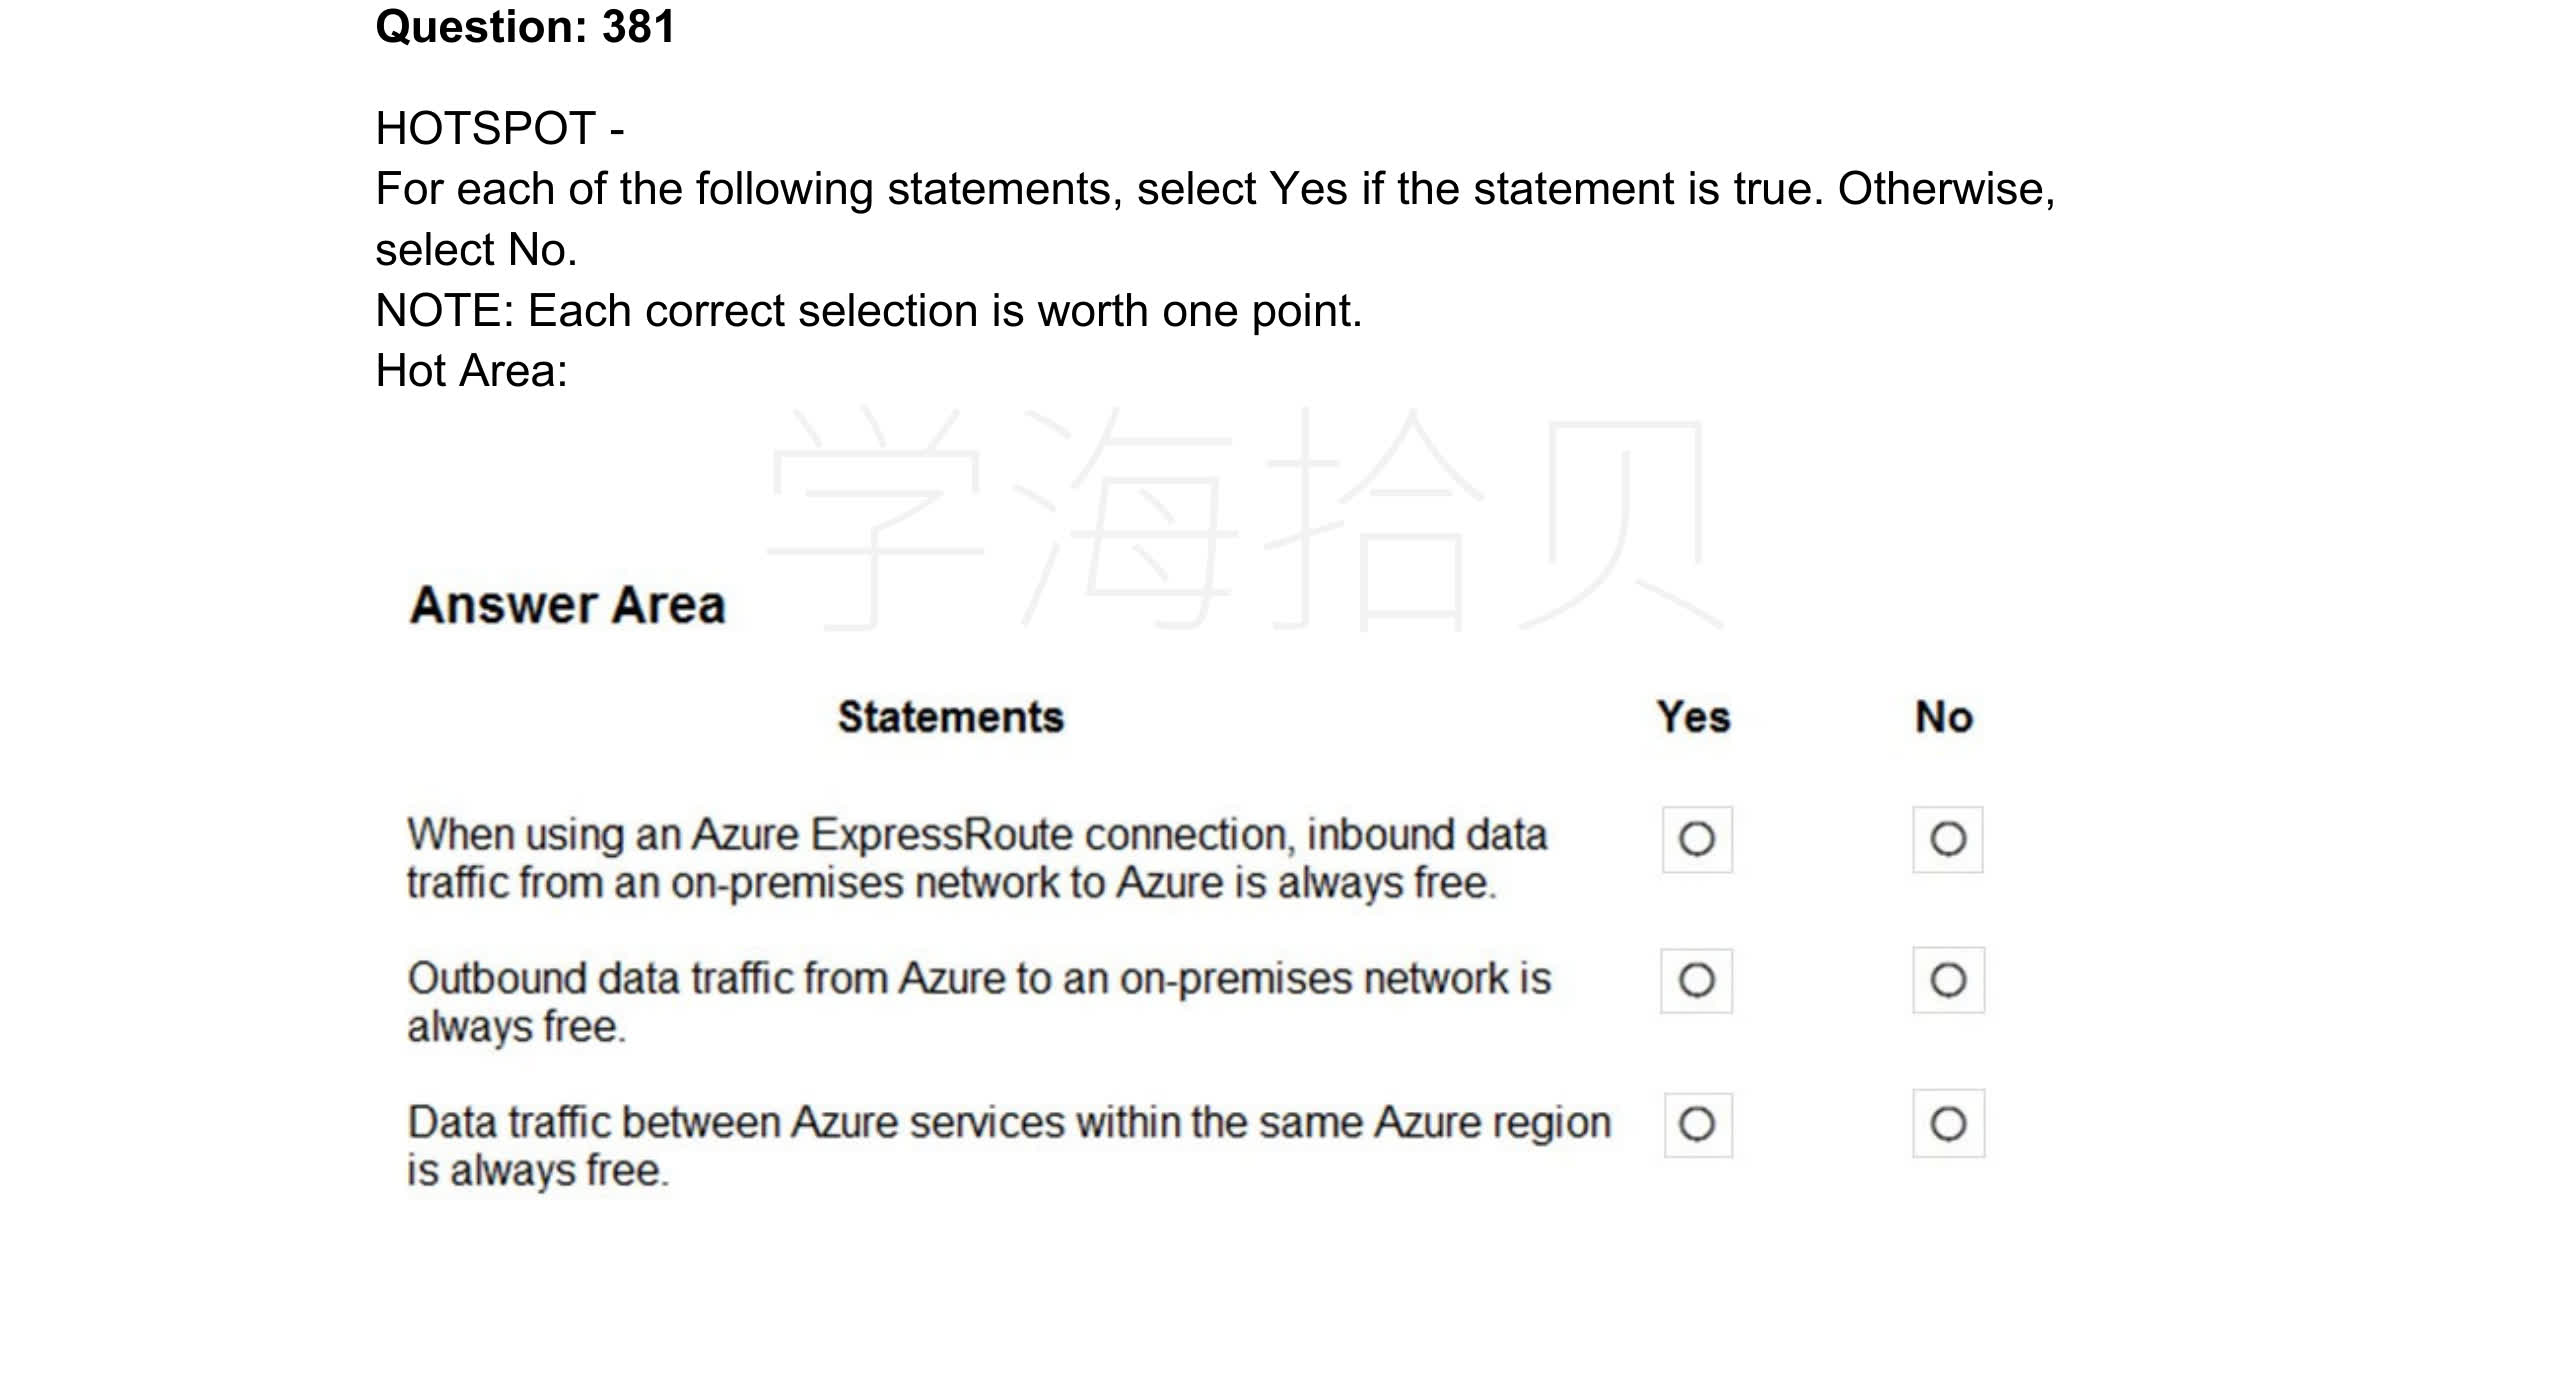 Question: 381
HOTSPOT -
For each of the following statements, select Yes if the statement is true. Otherwise,
select No.
NOTE: Each correct selection is worth one point.
Hot Area:
学海拾贝
Answer Area
Statements Yes No
When using an Azure ExpressRoute connection, inbound data
traffic from an on-premises network to Azure is always free.
Outbound data traffic from Azure to an on-premises network is
always free.
Data traffic between Azure services within the same Azure region
is always free.